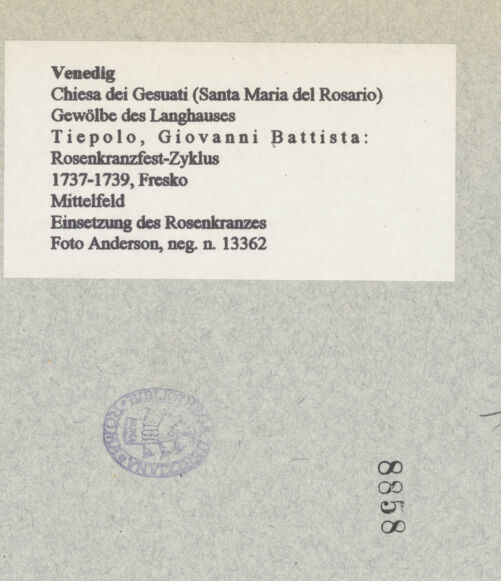 Venedig
Chiesa dei Gesuati (Santa Maria del Rosario)
Gewölbe des Langhauses
Tiepolo, Giovanni Battista:
Rosenkranzfest-Zyklus
1737-1739, Fresko
Mittelfeld
Einsetzung des Rosenkranzes
Foto Anderson, neg. n. 13362
8858